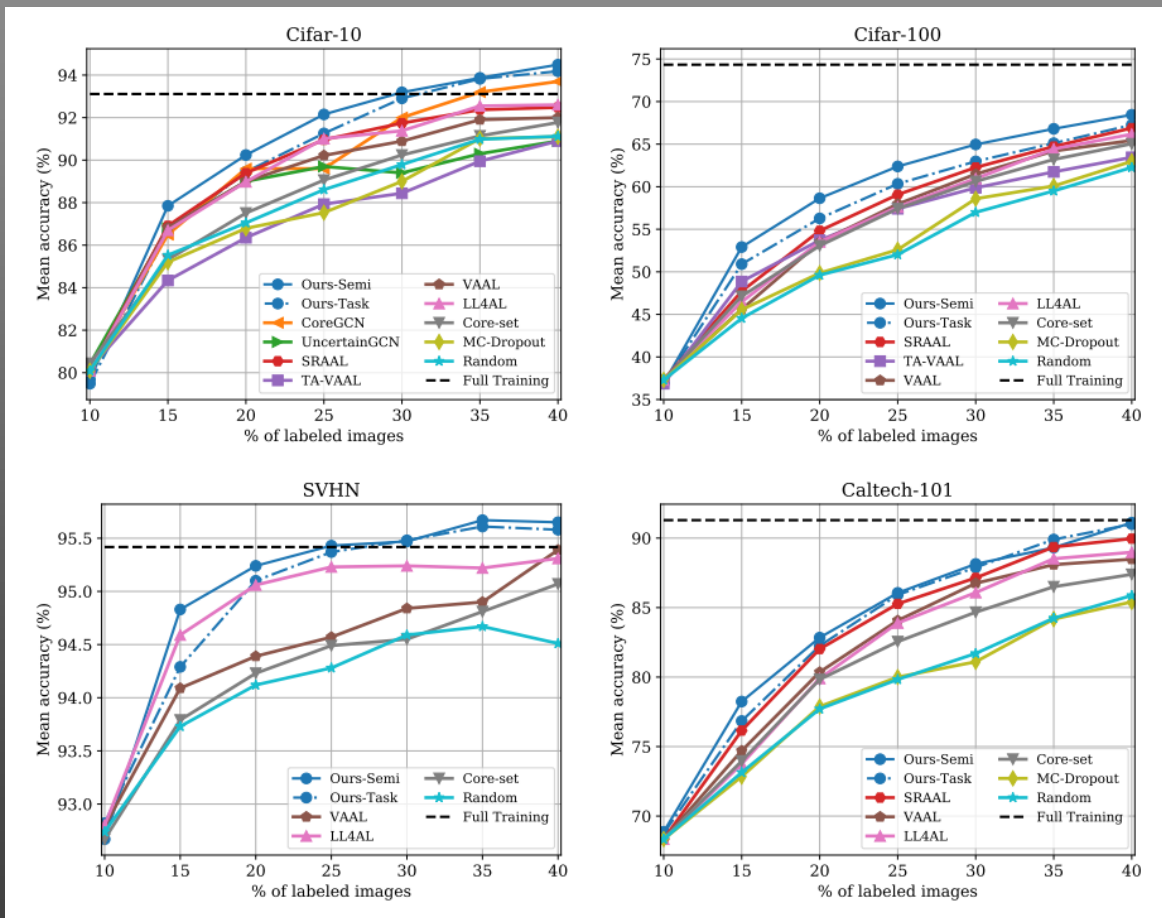 Cifar-10
Mean accuracy (%)
94
92
90
88
86
84
82
80
Ours-Semi
Ours-Task
CoreGCN
UncertainGCN
SRAAL
TA-VAAL
VAAL
LL4AL
Core-set
MC-Dropout
Random
Full Training
10 15 20 25 30 35 40
% of labeled images
Cifar-100
Mean accuracy (%)
75
70
65
60
55
50
45
40
35
Ours-Semi
Ours-Task
SRAAL
TA-VAAL
VAAL
LL4AL
Core-set
MC-Dropout
Random
Full Training
10 15 20 25 30 35 40
% of labeled images
SVHN
Mean accuracy (%)
95.5
95.0
94.5
94.0
93.5
93.0
Ours-Semi
Ours-Task
VAAL
LL4AL
Core-set
Random
Full Training
10 15 20 25 30 35 40
% of labeled images
Caltech-101
Mean accuracy (%)
90
85
80
75
70
Ours-Semi
Ours-Task
SRAAL
VAAL
LL4AL
Core-set
MC-Dropout
Random
Full Training
10 15 20 25 30 35 40
% of labeled images